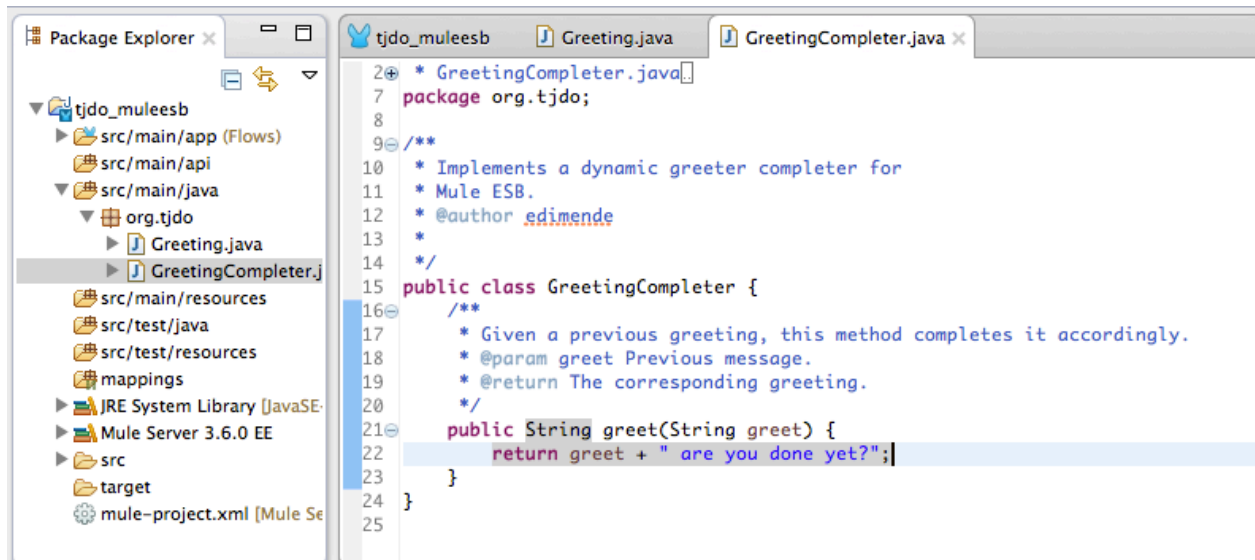 Package Explorer
tjdo_muleesb
src/main/app (Flows)
src/main/api
src/main/java
org.tjdo
Greeting.java
GreetingCompleter.j
src/main/resources
src/test/java
src/test/resources
mappings
JRE System Library [JavaSE-
Mule Server 3.6.0 EE
src
target
mule-project.xml [Mule Se
tjdo_muleesb Greeting.java GreetingCompleter.java
2 * GreetingCompleter.java
7 package org.tjdo;
8
9 /**
10 * Implements a dynamic greeter completer for
11 * Mule ESB.
12 * @author edimende
13 *
14 */
15 public class GreetingCompleter {
16 /**
17 * Given a previous greeting, this method completes it accordingly.
18 * @param greet Previous message.
19 * @return The corresponding greeting.
20 */
21 public String greet(String greet) {
22 return greet + " are you done yet?";
23 }
24 }
25